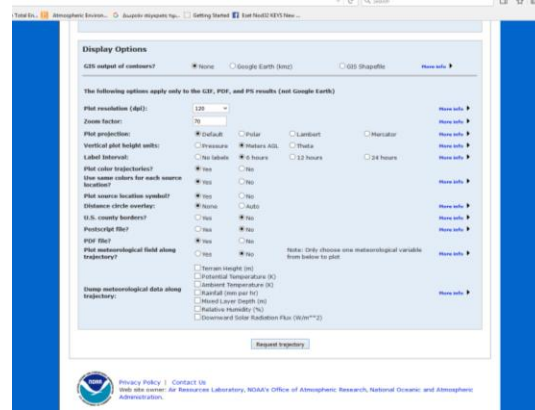 Total En... Atmospheric Environ... Δωρεάν σύγχρονη ημ... Getting Started Eset Nod32 KEYS New ...
Search
Display Options
GIS output of contours? None Google Earth (kmz) GIS Shapefile More info
The following options apply only to the GIF, PDF, and PS results (not Google Earth)
Plot resolution (dpi): 120 More info
Zoom factor: 70 More info
Plot projection: Default Polar Lambert Mercator More info
Vertical plot height units: Pressure Meters AGL Theta More info
Label Interval: No labels 6 hours 12 hours 24 hours More info
Plot color trajectories? Yes No
Use same colors for each source location? Yes No More info
Plot source location symbol? Yes No
Distance circle overlay: None Auto More info
U.S. county borders? Yes No More info
Postscript file? Yes No More info
PDF file? Yes No
Plot meteorological field along trajectory? Yes No Note: Only choose one meteorological variable from below to plot More info
Dump meteorological data along trajectory: More info
Terrain Height (m)
Potential Temperature (K)
Ambient Temperature (K)
Rainfall (mm per hr)
Mixed Layer Depth (m)
Relative Humidity (%)
Downward Solar Radiation Flux (W/m**2)
Request trajectory
NOAA
Privacy Policy | Contact Us
Web site owner: Air Resources Laboratory, NOAA's Office of Atmospheric Research, National Oceanic and Atmospheric
Administration.